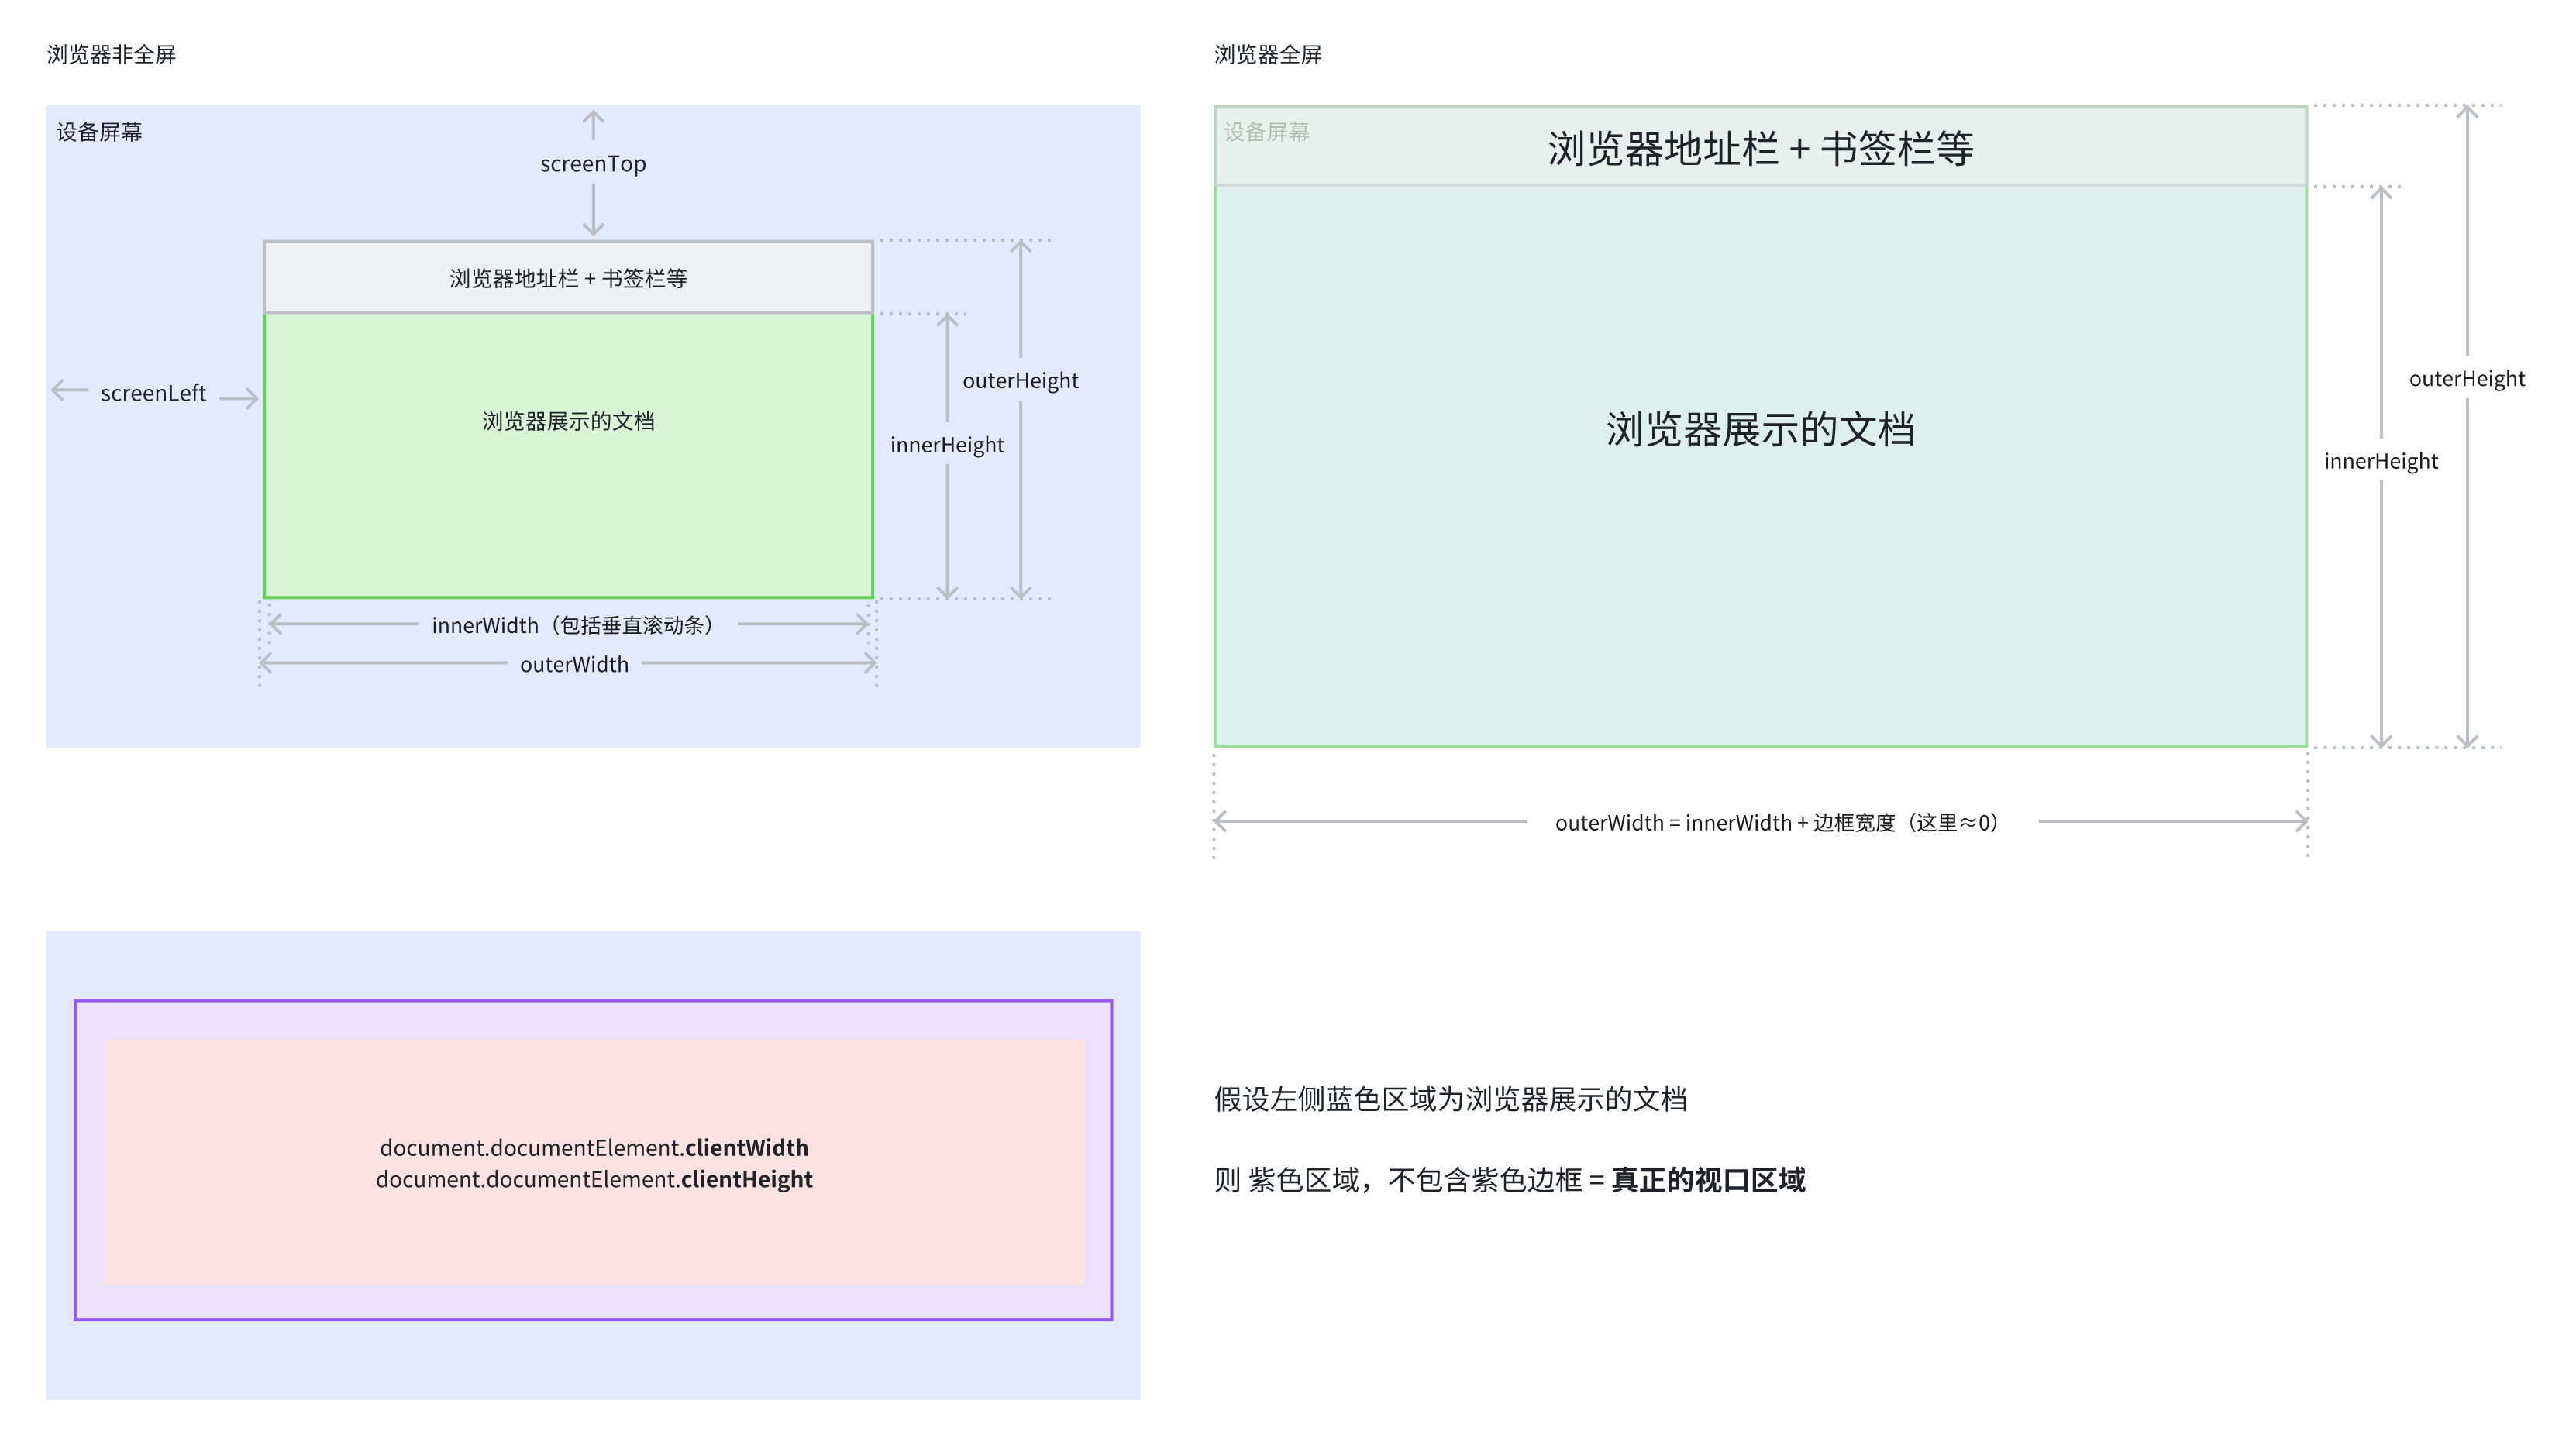 浏览器非全屏
设备屏幕
screenTop
浏览器地址栏 + 书签栏等
screenLeft
浏览器展示的文档
outerHeight
innerHeight
innerWidth（包括垂直滚动条）
outerWidth
浏览器全屏
设备屏幕
浏览器地址栏 + 书签栏等
浏览器展示的文档
outerHeight
innerHeight
outerWidth = innerWidth + 边框宽度（这里≈0）
document.documentElement.clientWidth
document.documentElement.clientHeight
假设左侧蓝色区域为浏览器展示的文档
则 紫色区域，不包含紫色边框 = 真正的视口区域